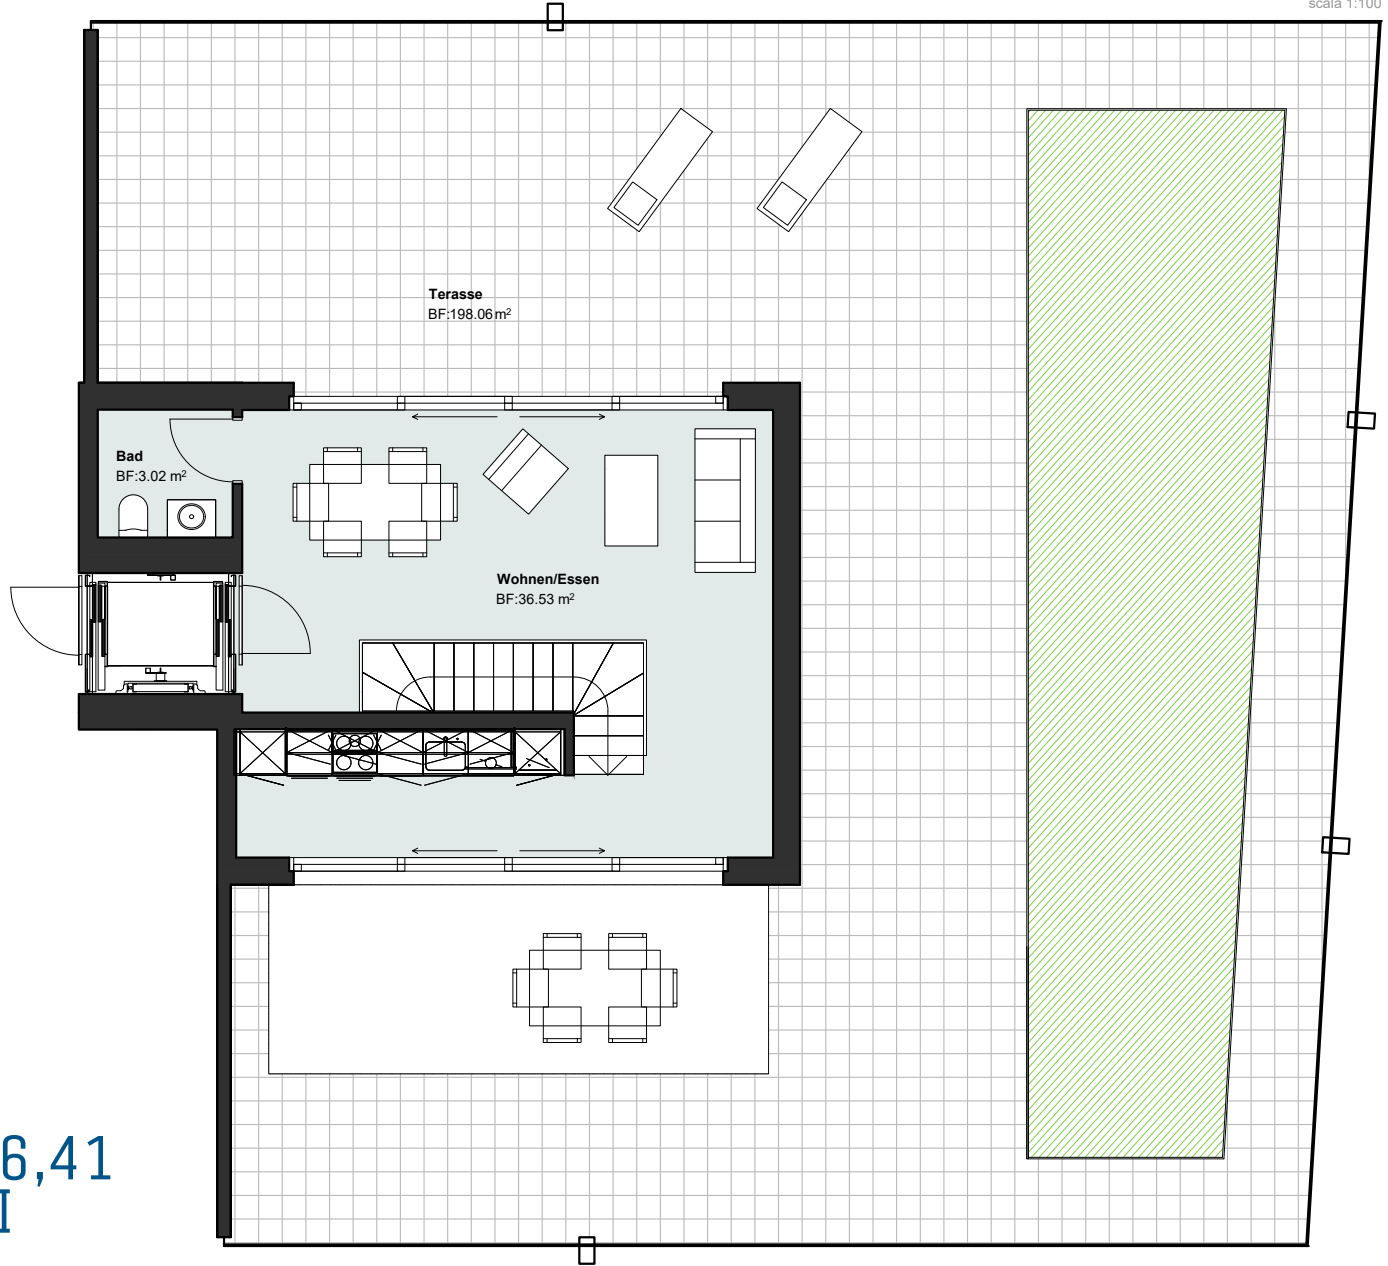 scala 1:100
Terasse
BF:198.06m²
Bad
BF:3.02 m²
Wohnen/Essen
BF:36.53 m²
6,41
I